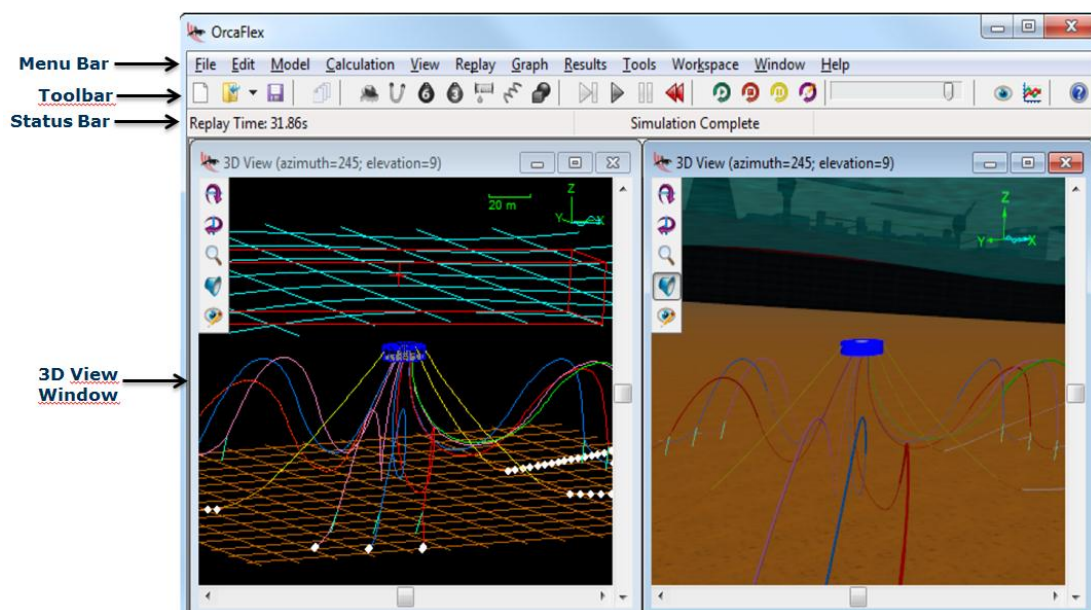 OrcaFlex
Menu Bar
File Edit Model Calculation View Replay Graph Results Tools Workspace Window Help
Toolbar
6 3
Status Bar
Replay Time: 31.86s Simulation Complete
3D View (azimuth=245; elevation=9)
3D View (azimuth=245; elevation=9)
20 m
Z
Y X
Z
Y X
3D View
Window